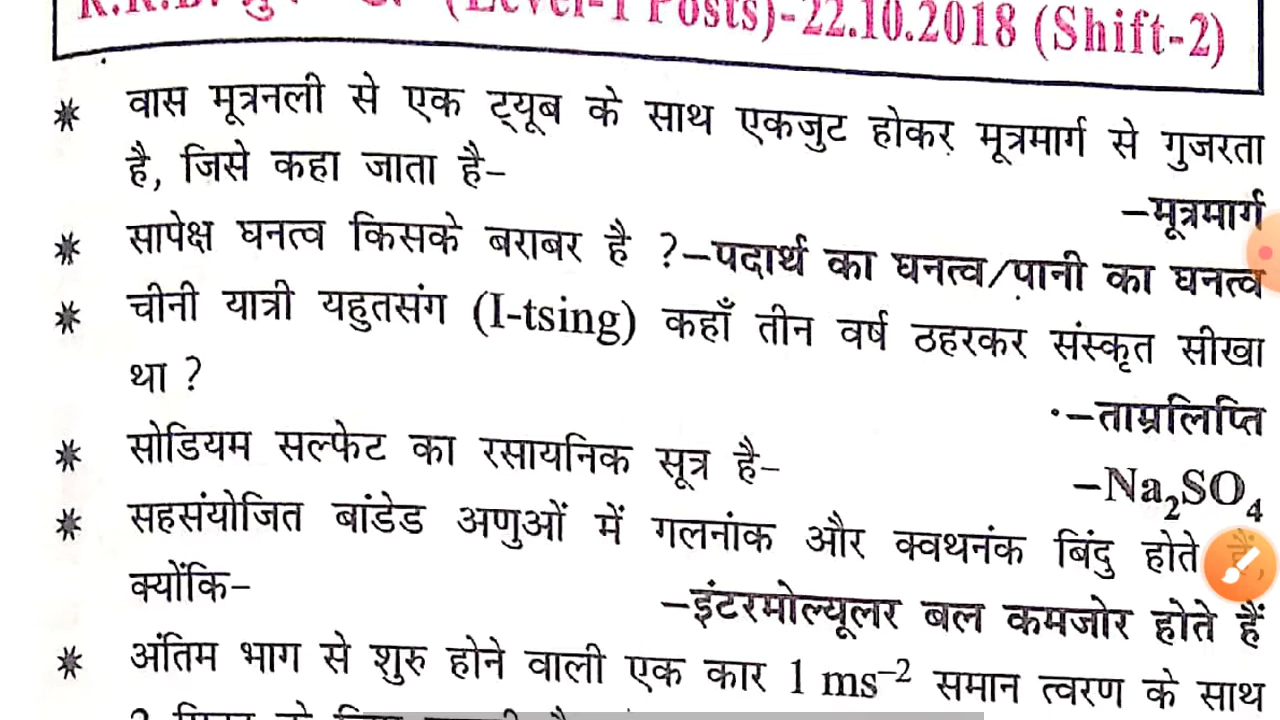 (Level-1 Posts)-22.10.2018 (Shift-2)
* वास मूत्रनली से एक ट्यूब के साथ एकजुट होकर मूत्रमार्ग से गुजरता
है, जिसे कहा जाता है–
–मूत्रमार्ग
* सापेक्ष घनत्व किसके बराबर है ?–पदार्थ का घनत्व/पानी का घनत्व
* चीनी यात्री यहुतसंग (I-tsing) कहाँ तीन वर्ष ठहरकर संस्कृत सीखा
था ?
–ताम्रलिप्ति
* सोडियम सल्फेट का रसायनिक सूत्र है–
–Na₂SO₄
* सहसंयोजित बांडेड अणुओं में गलनांक और क्वथनंक बिंदु होते हैं,
क्योंकि–
–इंटरमोल्यूलर बल कमजोर होते हैं
* अंतिम भाग से शुरु होने वाली एक कार 1 ms⁻² समान त्वरण के साथ